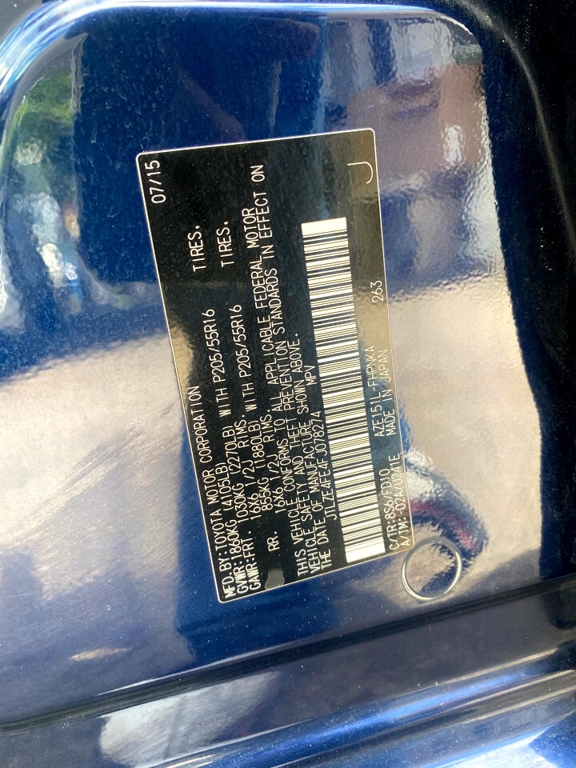 MFD.BY:TOYOTA MOTOR CORPORATION 07/15
GVWR:1860KG (4105LB)
GAWR:FRT. 1030KG (2270LB) WITH P205/55R16 TIRES.
16X6 1/2J RIMS.
RR. 855KG (1880LB) WITH P205/55R16 TIRES.
16X6 1/2J RIMS.
THIS VEHICLE CONFORMS TO ALL APPLICABLE FEDERAL MOTOR
VEHICLE SAFETY AND THEFT PREVENTION STANDARDS IN EFFECT ON
THE DATE OF MANUFACTURE SHOWN ABOVE.
JTLZE4FE4FJ078274 MPV J
C/TR:8S6/FD10 AZE151L-FHPNKA 263
A/TM:-02A/U241E MADE IN JAPAN